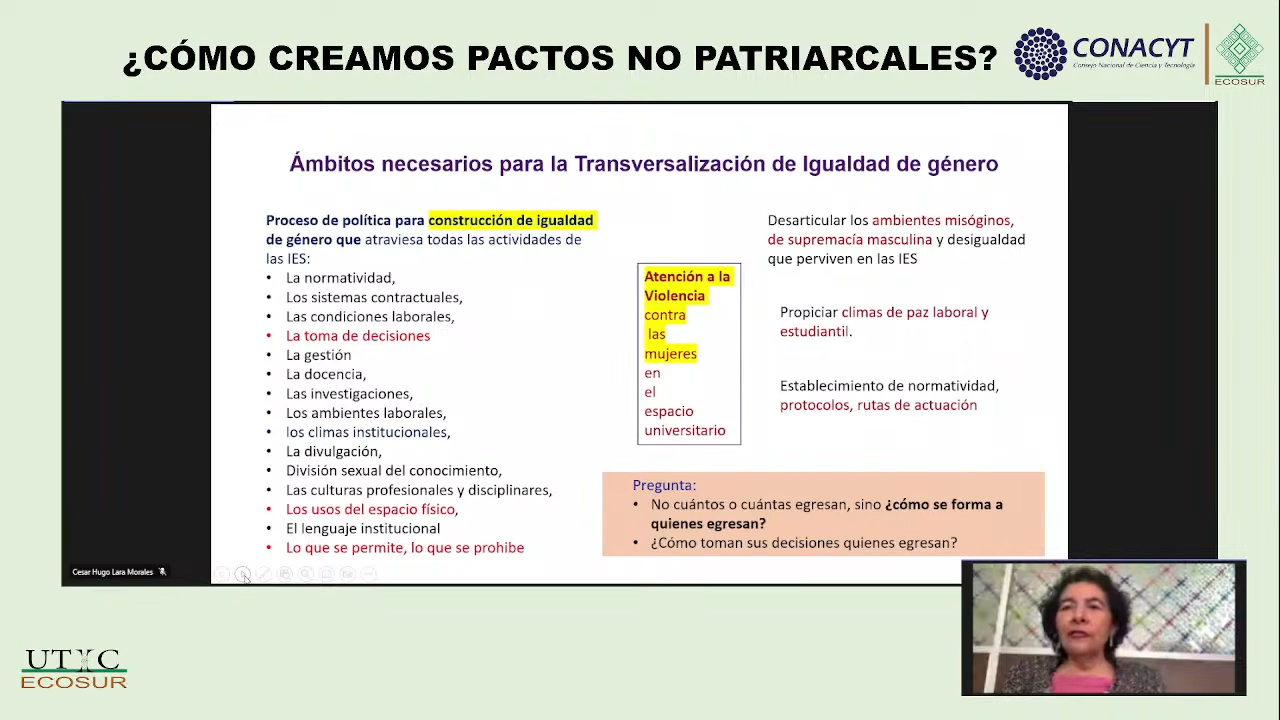 ¿CÓMO CREAMOS PACTOS NO PATRIARCALES?
CONACYT
Consejo Nacional de Ciencia y Tecnología
ECOSUR
Ámbitos necesarios para la Transversalización de Igualdad de género
Proceso de política para construcción de igualdad
de género que atraviesa todas las actividades de
las IES:
• La normatividad,
• Los sistemas contractuales,
• Las condiciones laborales,
• La toma de decisiones
• La gestión
• La docencia,
• Las investigaciones,
• Los ambientes laborales,
• los climas institucionales,
• La divulgación,
• División sexual del conocimiento,
• Las culturas profesionales y disciplinares,
• Los usos del espacio físico,
• El lenguaje institucional
• Lo que se permite, lo que se prohibe
Atención a la
Violencia
contra
las
mujeres
en
el
espacio
universitario
Desarticular los ambientes misóginos,
de supremacía masculina y desigualdad
que perviven en las IES
Propiciar climas de paz laboral y
estudiantil.
Establecimiento de normatividad,
protocolos, rutas de actuación
Pregunta:
• No cuántos o cuántas egresan, sino ¿cómo se forma a
quienes egresan?
• ¿Cómo toman sus decisiones quienes egresan?
Cesar Hugo Lara Morales
UTIC
ECOSUR